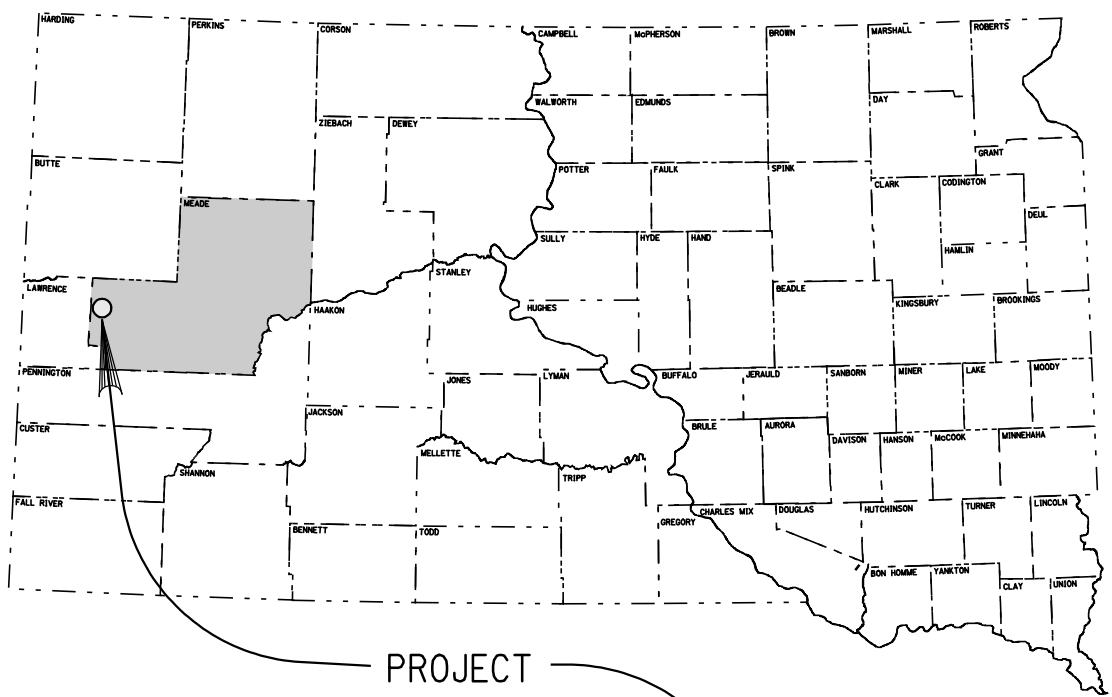 HARDING
PERKINS
CORSON
CAMPBELL
McPHERSON
BROWN
MARSHALL
ROBERTS
WALWORTH
EDMUNDS
DAY
ZIEBACH
DEWEY
GRANT
BUTTE
POTTER
FAULK
SPINK
CLARK
CODINGTON
MEADE
DEUL
SULLY
HYDE
HAND
HAMLIN
STANLEY
LAWRENCE
HAAKON
HUGHES
BEADLE
KINGSBURY
BROOKINGS
PENNINGTON
JONES
LYMAN
BUFFALO
JERAULD
SANBORN
MINER
LAKE
MOODY
JACKSON
CUSTER
BRULE
AURORA
DAVISON
HANSON
McCOOK
MINNEHAHA
MELLETTE
SHANNON
TRIPP
FALL RIVER
GREGORY
CHARLES MIX
DOUGLAS
HUTCHINSON
TURNER
LINCOLN
BENNETT
TODD
BON HOMME
YANKTON
CLAY
UNION
PROJECT